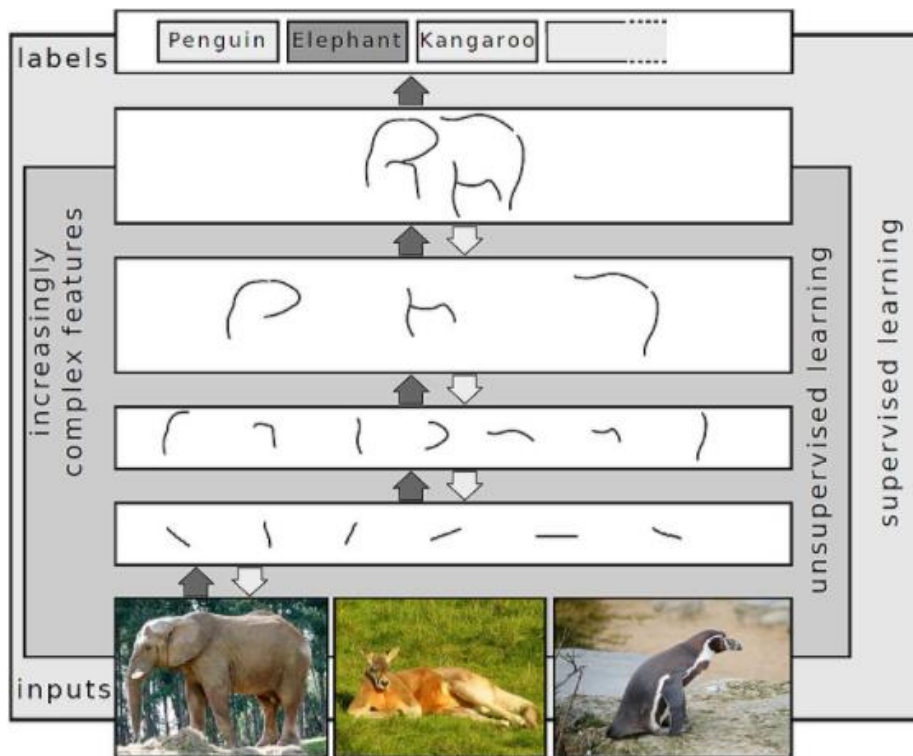 labels
Penguin Elephant Kangaroo
increasingly
complex features
unsupervised learning
supervised learning
inputs